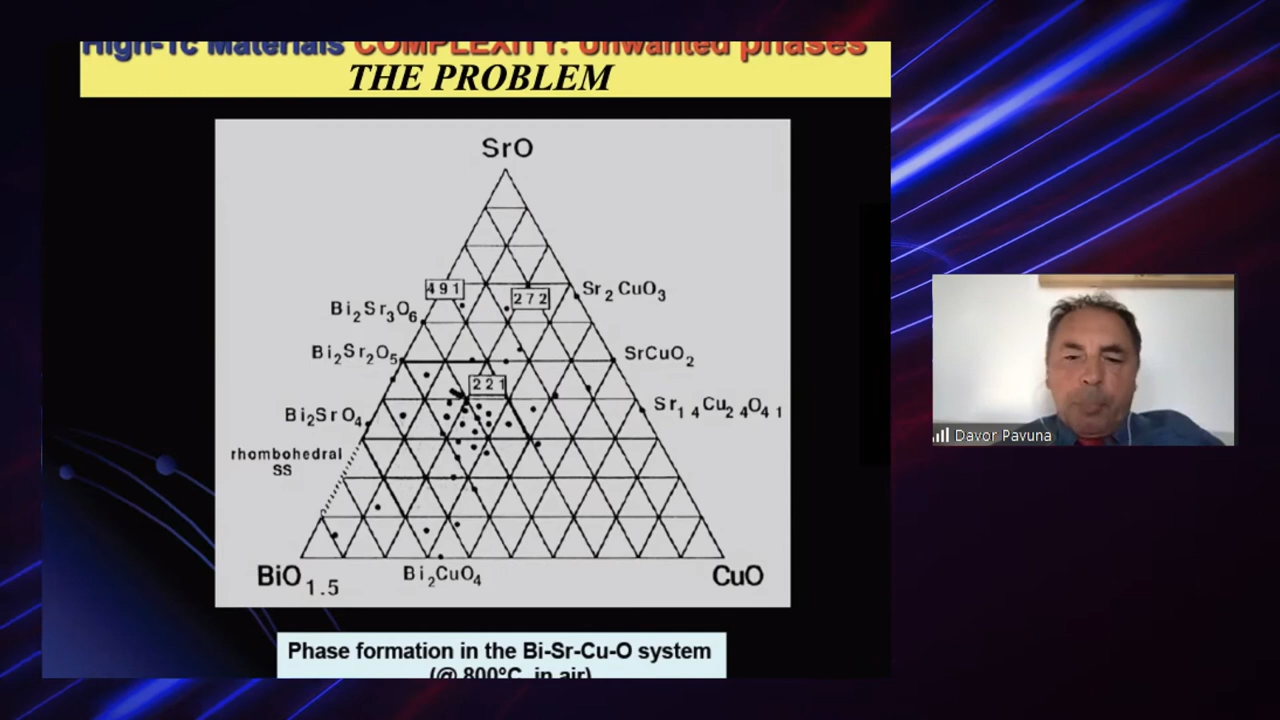 High-Tc Materials COMPLEXITY: Unwanted phases
THE PROBLEM
SrO
491
272
Sr2CuO3
Bi2Sr3O6
Bi2Sr2O5
SrCuO2
221
Bi2SrO4
Sr14Cu24O41
rhombohedral
SS
BiO1.5
Bi2CuO4
CuO
Phase formation in the Bi-Sr-Cu-O system
(@ 800°C, in air)
Davor Pavuna